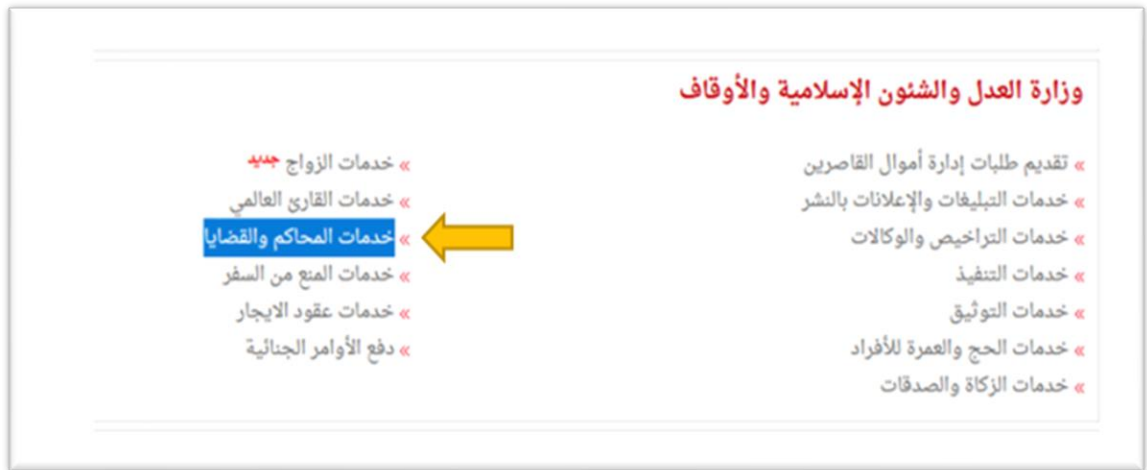 وزارة العدل والشئون الإسلامية والأوقاف
» تقديم طلبات إدارة أموال القاصرين
» خدمات التبليغات والإعلانات بالنشر
» خدمات التراخيص والوكالات
» خدمات التنفيذ
» خدمات التوثيق
» خدمات الحج والعمرة للأفراد
» خدمات الزكاة والصدقات
» خدمات الزواج جديد
» خدمات القارئ العالمي
» خدمات المحاكم والقضايا
» خدمات المنع من السفر
» خدمات عقود الايجار
» دفع الأوامر الجنائية